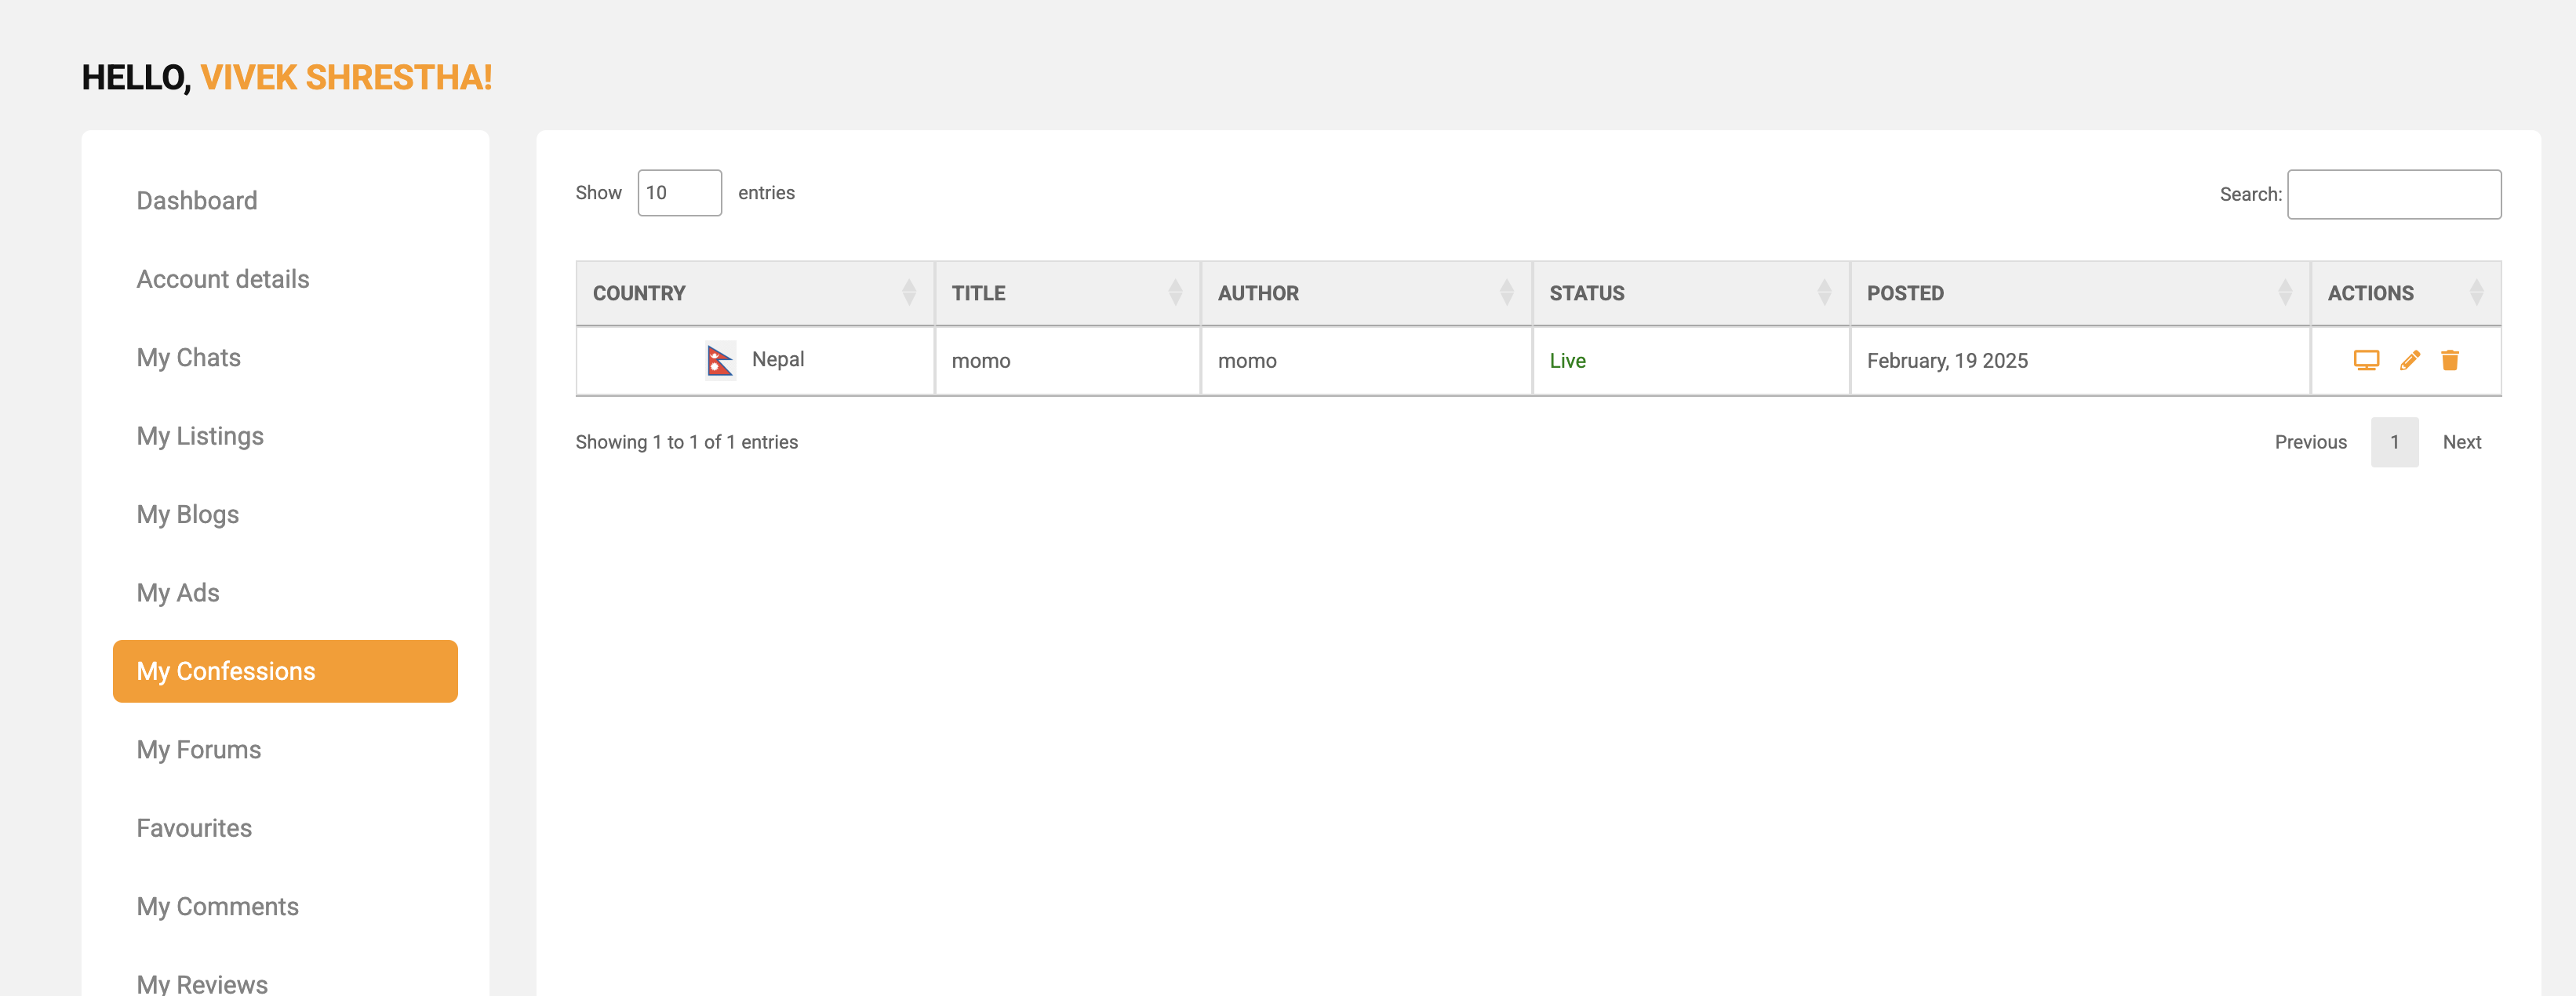 HELLO, VIVEK SHRESTHA!
Dashboard
Account details
My Chats
My Listings
My Blogs
My Ads
My Confessions
My Forums
Favourites
My Comments
My Reviews
Show 10 entries
Search:
COUNTRY TITLE AUTHOR STATUS POSTED ACTIONS
Nepal momo momo Live February, 19 2025
Showing 1 to 1 of 1 entries
Previous 1 Next